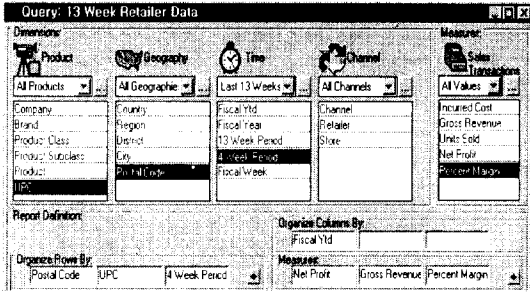 Query: 13 Week Retailer Data
Dimensions:
Measures:
Product
Geography
Time
Channel
Sales Transactions
All Products
...
All Geographie
...
Last 13 Weeks
...
All Channels
...
All Values
...
Company
Brand
Product Class
Product Subclass
Product
UPC
Country
Region
District
City
Postal Code
Fiscal Ytd
Fiscal Year
13 Week Period
4 Week Period
Fiscal Week
Channel
Retailer
Store
Incurred Cost
Gross Revenue
Units Sold
Net Profit
Percent Margin
Report Definition:
Organize Columns By:
Fiscal Ytd
Organize Rows By:
Postal Code
UPC
4 Week Period
Measures:
Net Profit
Gross Revenue
Percent Margin